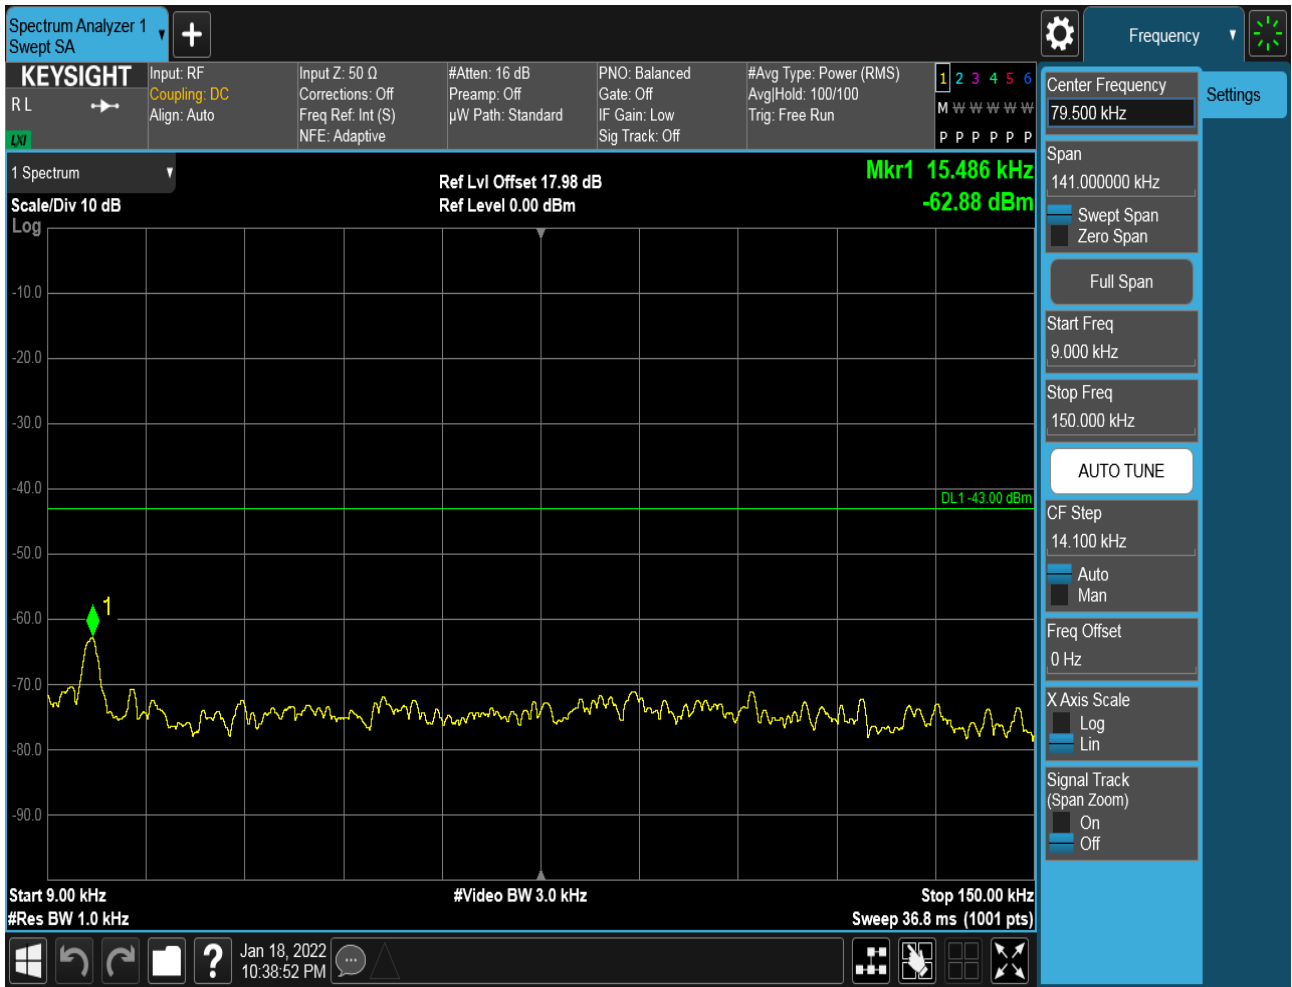 Spectrum Analyzer 1
Swept SA
Frequency
KEYSIGHT
R L
LXI
Input: RF
Coupling: DC
Align: Auto
Input Z: 50 Ω
Corrections: Off
Freq Ref: Int (S)
NFE: Adaptive
#Atten: 16 dB
Preamp: Off
µW Path: Standard
PNO: Balanced
Gate: Off
IF Gain: Low
Sig Track: Off
#Avg Type: Power (RMS)
Avg|Hold: 100/100
Trig: Free Run
1 2 3 4 5 6
M W W W W W
P P P P P P
1 Spectrum
Scale/Div 10 dB
Log
Ref Lvl Offset 17.98 dB
Ref Level 0.00 dBm
Mkr1 15.486 kHz
-62.88 dBm
-10.0
-20.0
-30.0
-40.0
DL1 -43.00 dBm
-50.0
1
-60.0
-70.0
-80.0
-90.0
Start 9.00 kHz
#Res BW 1.0 kHz
#Video BW 3.0 kHz
Stop 150.00 kHz
Sweep 36.8 ms (1001 pts)
Center Frequency
79.500 kHz
Settings
Span
141.000000 kHz
Swept Span
Zero Span
Full Span
Start Freq
9.000 kHz
Stop Freq
150.000 kHz
AUTO TUNE
CF Step
14.100 kHz
Auto
Man
Freq Offset
0 Hz
X Axis Scale
Log
Lin
Signal Track
(Span Zoom)
On
Off
?
Jan 18, 2022
10:38:52 PM